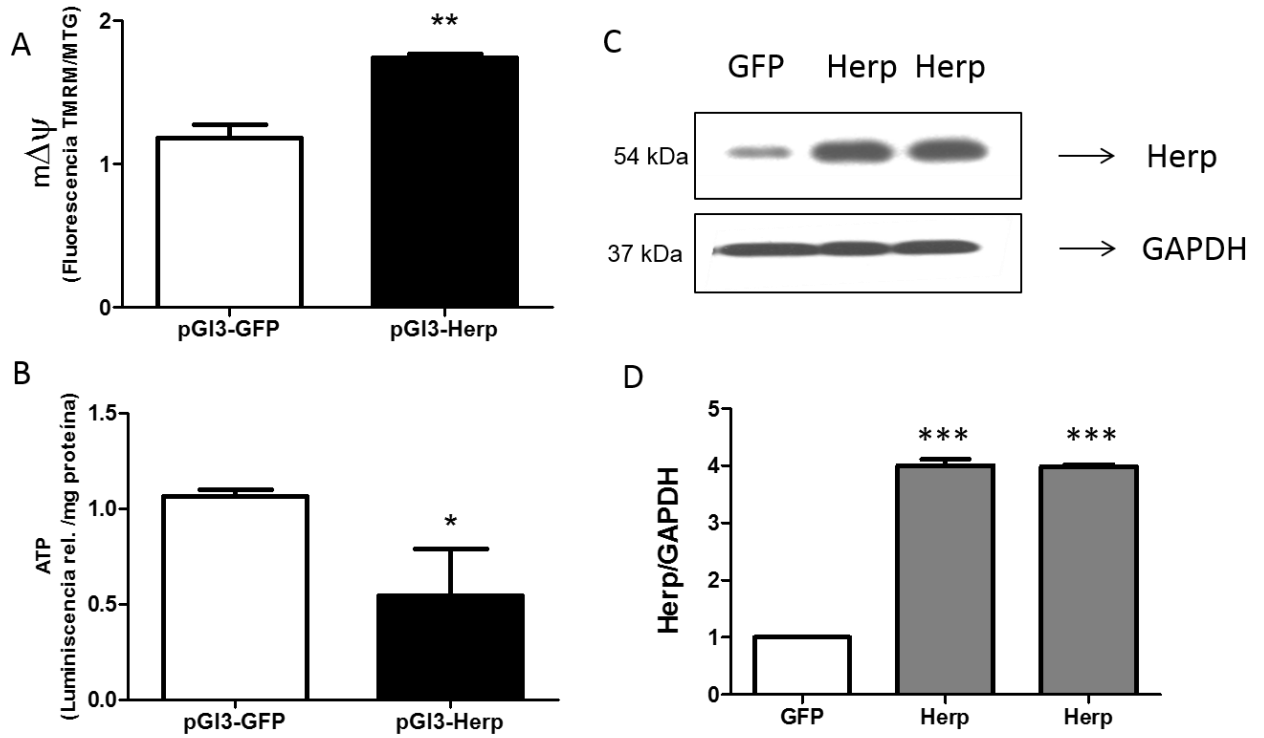 A
mΔψ
(Fluorescencia TMRM/MTG)
2
1
0
**
pGl3-GFP
pGl3-Herp
B
ATP
(Luminiscencia rel. /mg proteína)
1.5
1.0
0.5
0.0
*
pGl3-GFP
pGl3-Herp
C
GFP Herp Herp
54 kDa → Herp
37 kDa → GAPDH
D
Herp/GAPDH
5
4
3
2
1
0
*** ***
GFP Herp Herp